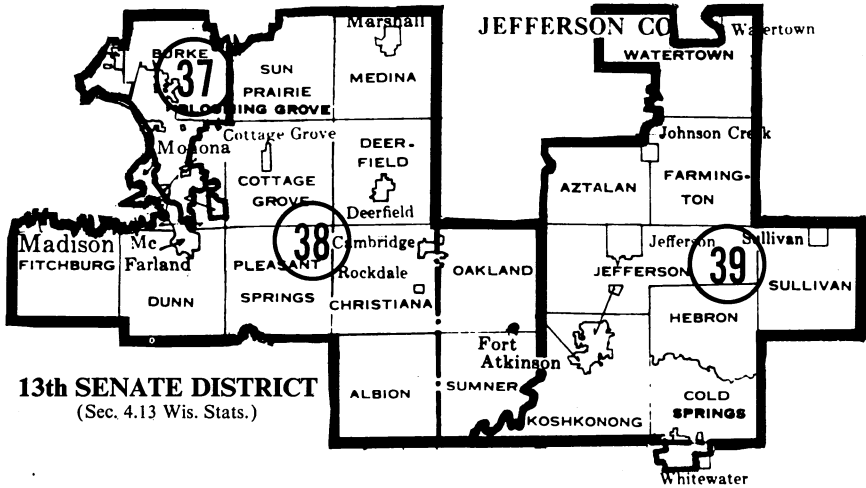 JEFFERSON CO
Marshall
Watertown
BURKE
37
WATERTOWN
SUN
PRAIRIE
MEDINA
BLOOMING GROVE
Monona
Cottage Grove
Johnson Creek
DEER-
FIELD
COTTAGE
GROVE
AZTALAN
FARMING-
TON
Deerfield
Madison
Mc
Farland
38
Cambridge
Jefferson
39
Sullivan
FITCHBURG
PLEASANT
SPRINGS
Rockdale
OAKLAND
JEFFERSON
SULLIVAN
DUNN
CHRISTIANA
HEBRON
Fort
Atkinson
13th SENATE DISTRICT
(Sec. 4.13 Wis. Stats.)
ALBION
SUMNER
KOSHKONONG
COLD
SPRINGS
Whitewater